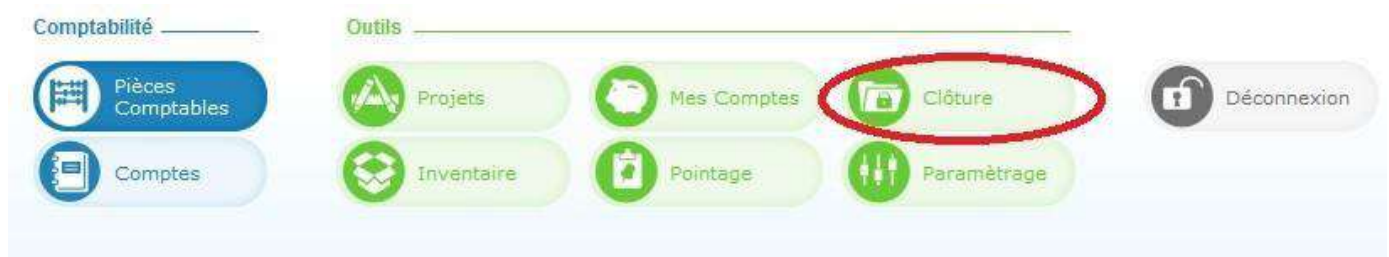 Comptabilité
Outils
Pièces
Comptables
Projets
Mes Comptes
Clôture
Déconnexion
Comptes
Inventaire
Pointage
Paramètrage